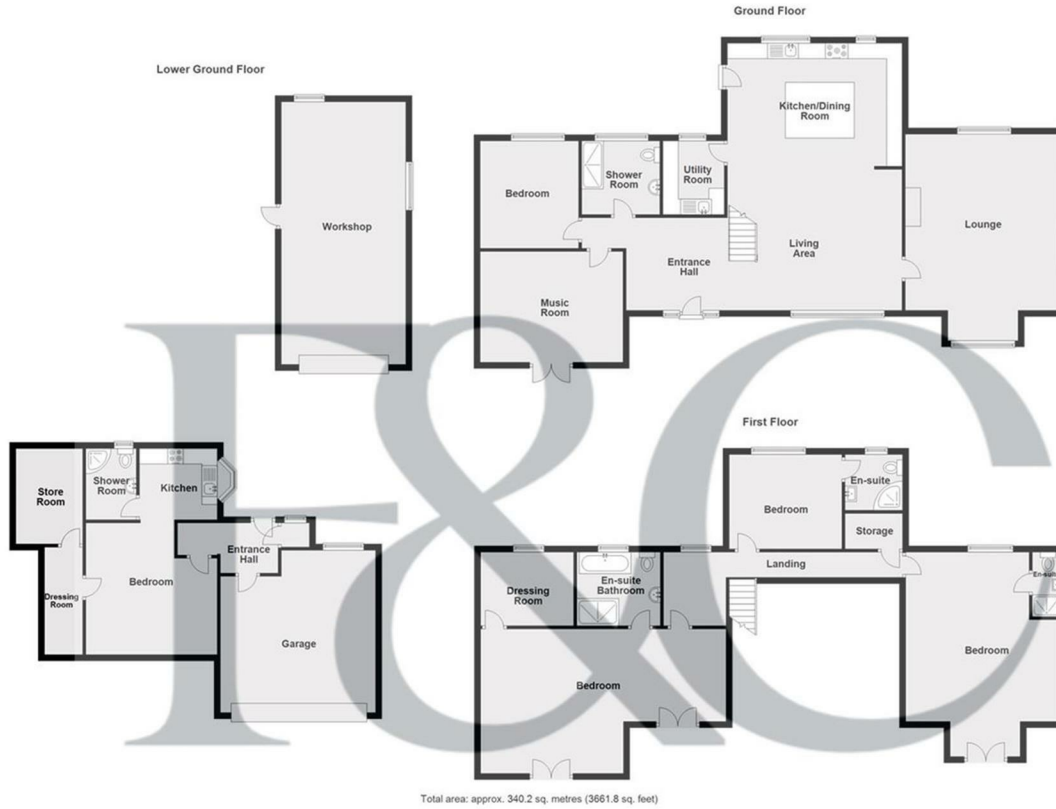 Ground Floor
Lower Ground Floor
Kitchen/Dining
Room
Workshop
Bedroom
Shower
Room
Utility
Room
Lounge
Living
Area
Entrance
Hall
Music
Room
F&C
First Floor
Store
Room
Shower
Room
Kitchen
Entrance
Hall
Bedroom
Dressing
Room
Garage
Bedroom
En-suite
Storage
Landing
Dressing
Room
En-suite
Bathroom
En-suite
Bedroom
Bedroom
Total area: approx. 340.2 sq. metres (3661.8 sq. feet)